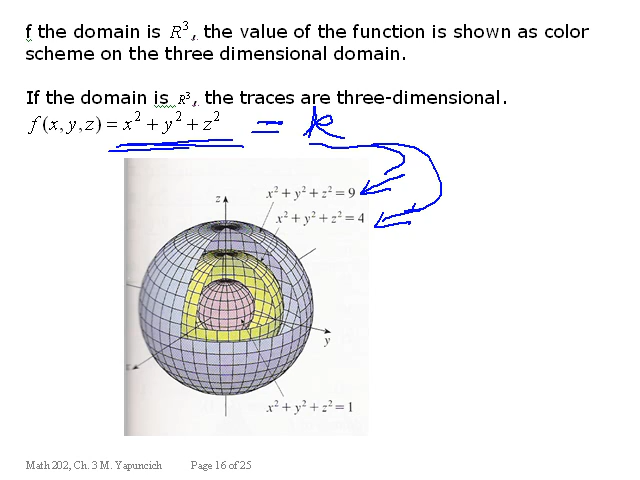 f the domain is R³, the value of the function is shown as color
scheme on the three dimensional domain.
If the domain is R³, the traces are three-dimensional.
f(x,y,z) = x² + y² + z² = k
z
x² + y² + z² = 9
x² + y² + z² = 4
y
x
x² + y² + z² = 1
Math 202, Ch. 3 M. Yapuncich Page 16 of 25